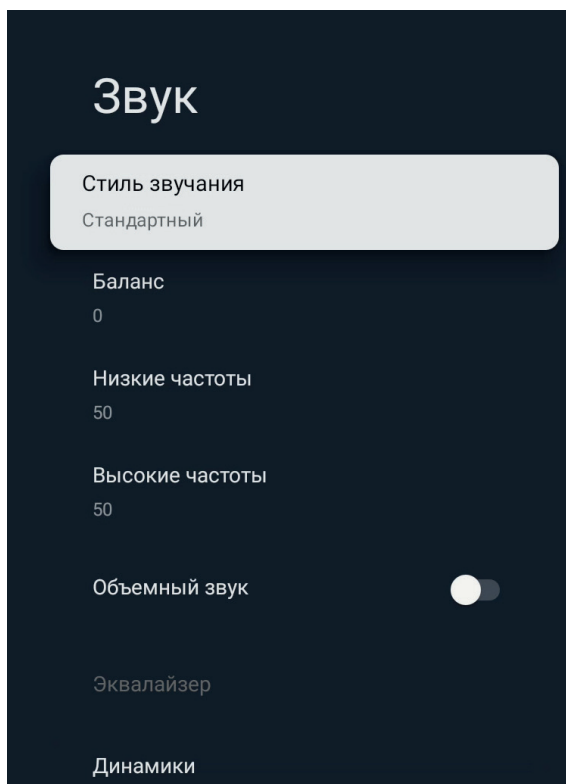 Звук
Стиль звучания
Стандартный
Баланс
0
Низкие частоты
50
Высокие частоты
50
Объемный звук
Эквалайзер
Динамики